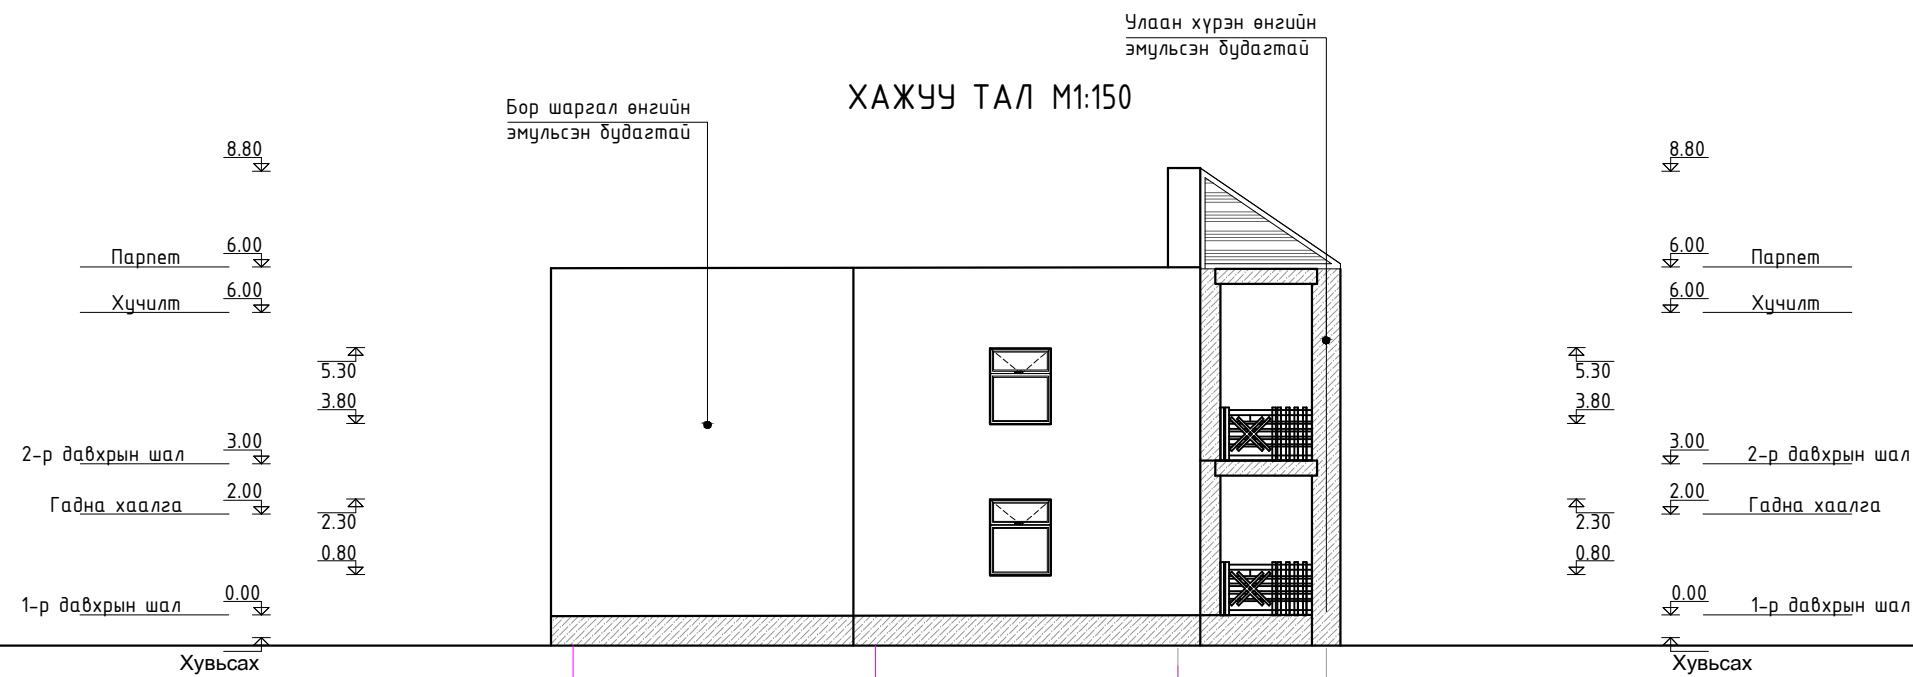 Улаан хүрэн өнгийн
эмульсэн будагтай
ХАЖУУ ТАЛ М1:150
Бор шаргал өнгийн
эмульсэн будагтай
8.80
8.80
Парпет 6.00
6.00 Парпет
Хучилт 6.00
6.00 Хучилт
5.30
5.30
3.80
3.80
2-р давхрын шал 3.00
3.00 2-р давхрын шал
Гадна хаалга 2.00
2.00 Гадна хаалга
2.30
2.30
0.80
0.80
1-р давхрын шал 0.00
0.00 1-р давхрын шал
Хувьсах
Хувьсах